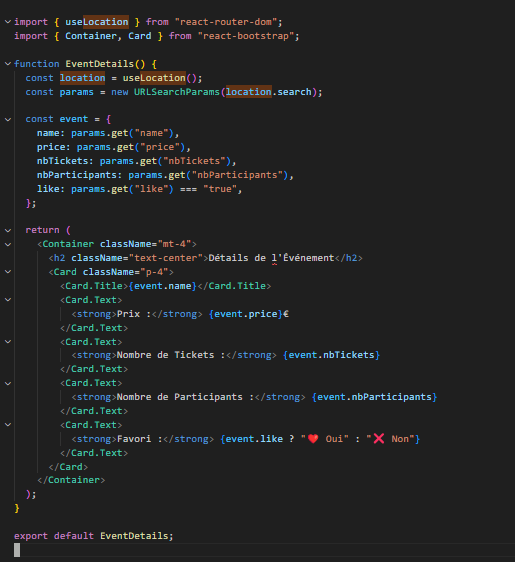 import { useLocation } from "react-router-dom";
import { Container, Card } from "react-bootstrap";

function EventDetails() {
  const location = useLocation();
  const params = new URLSearchParams(location.search);

  const event = {
    name: params.get("name"),
    price: params.get("price"),
    nbTickets: params.get("nbTickets"),
    nbParticipants: params.get("nbParticipants"),
    like: params.get("like") === "true",
  };

  return (
    <Container className="mt-4">
      <h2 className="text-center">Détails de l'Événement</h2>
      <Card className="p-4">
        <Card.Title>{event.name}</Card.Title>
        <Card.Text>
          <strong>Prix :</strong> {event.price}€
        </Card.Text>
        <Card.Text>
          <strong>Nombre de Tickets :</strong> {event.nbTickets}
        </Card.Text>
        <Card.Text>
          <strong>Nombre de Participants :</strong> {event.nbParticipants}
        </Card.Text>
        <Card.Text>
          <strong>Favori :</strong> {event.like ? "❤️ Oui" : "❌ Non"}
        </Card.Text>
      </Card>
    </Container>
  );
}

export default EventDetails;